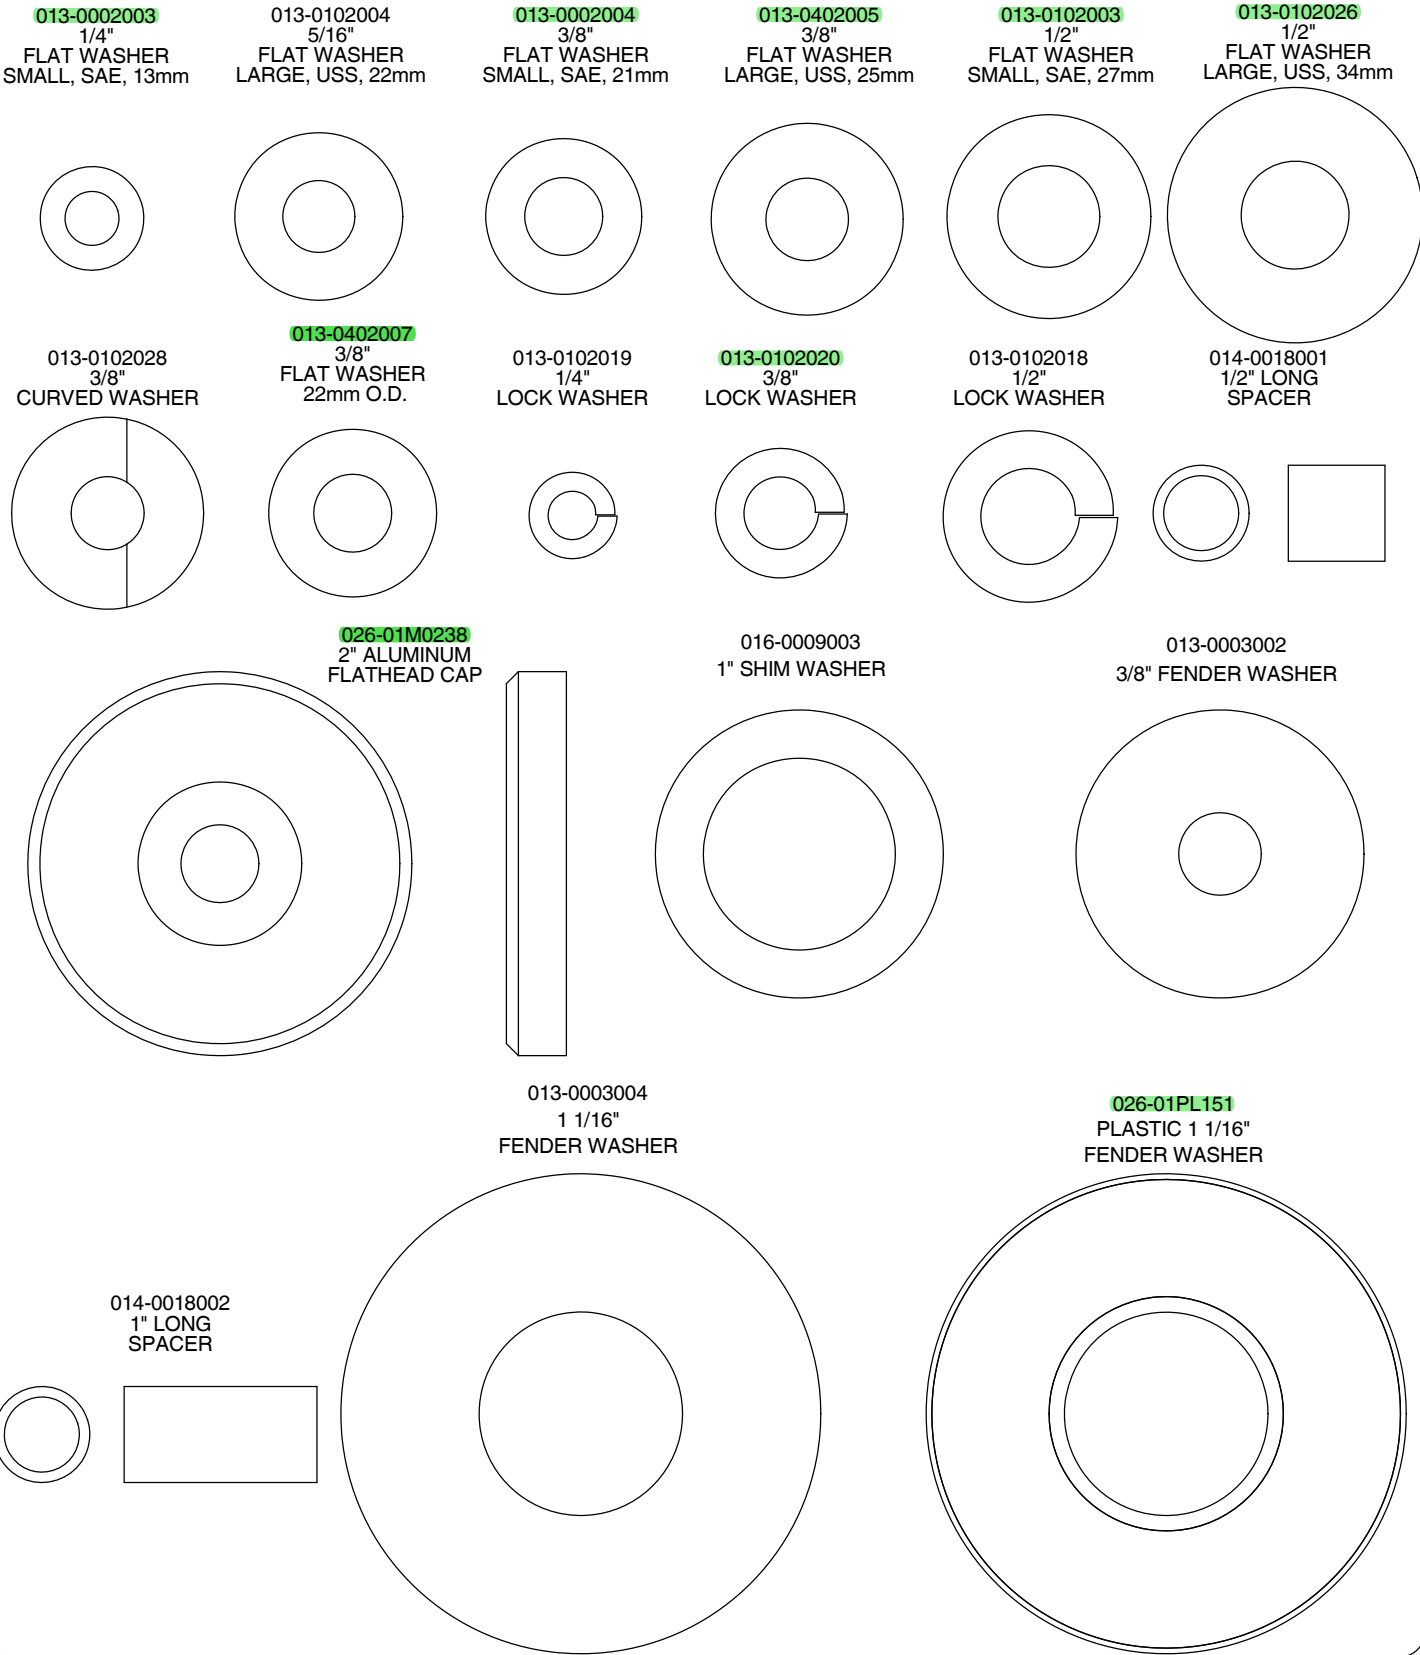 013-0002003
1/4"
FLAT WASHER
SMALL, SAE, 13mm
013-0102004
5/16"
FLAT WASHER
LARGE, USS, 22mm
013-0002004
3/8"
FLAT WASHER
SMALL, SAE, 21mm
013-0402005
3/8"
FLAT WASHER
LARGE, USS, 25mm
013-0102003
1/2"
FLAT WASHER
SMALL, SAE, 27mm
013-0102026
1/2"
FLAT WASHER
LARGE, USS, 34mm
013-0102028
3/8"
CURVED WASHER
013-0402007
3/8"
FLAT WASHER
22mm O.D.
013-0102019
1/4"
LOCK WASHER
013-0102020
3/8"
LOCK WASHER
013-0102018
1/2"
LOCK WASHER
014-0018001
1/2" LONG
SPACER
026-01M0238
2" ALUMINUM
FLATHEAD CAP
016-0009003
1" SHIM WASHER
013-0003002
3/8" FENDER WASHER
013-0003004
1 1/16"
FENDER WASHER
026-01PL151
PLASTIC 1 1/16"
FENDER WASHER
014-0018002
1" LONG
SPACER